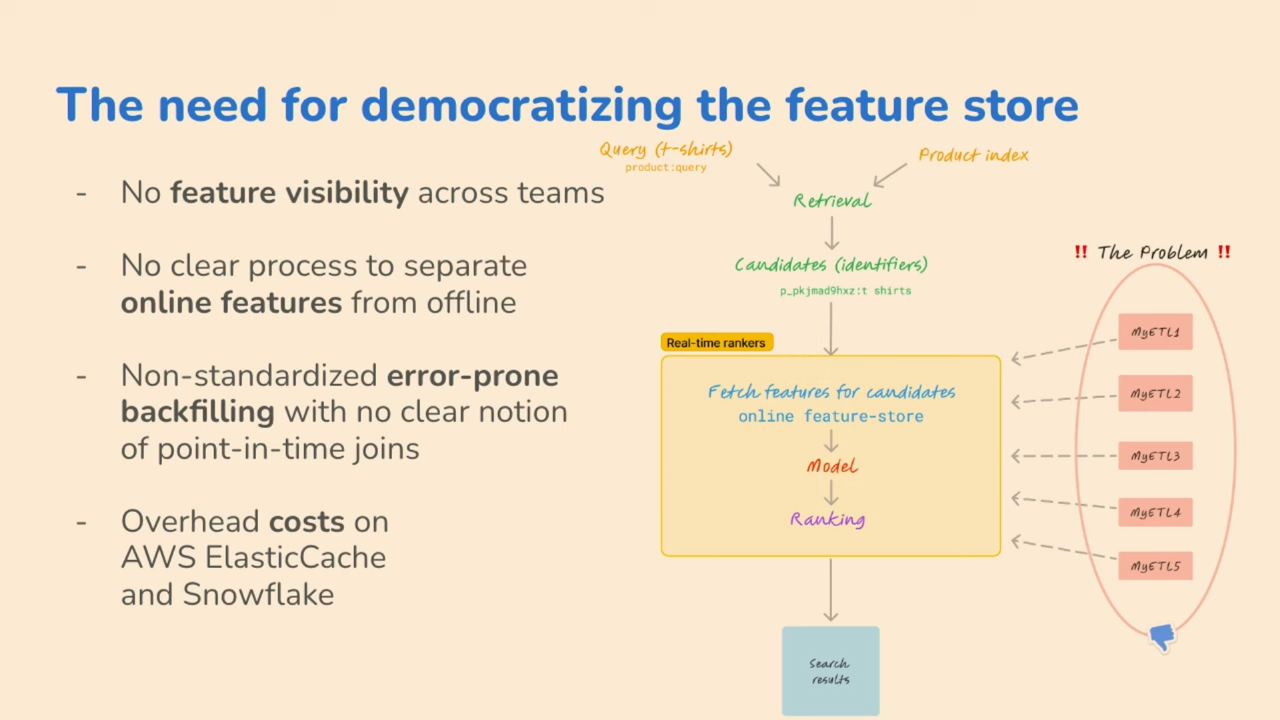 The need for democratizing the feature store
- No feature visibility across teams
- No clear process to separate
online features from offline
- Non-standardized error-prone
backfilling with no clear notion
of point-in-time joins
- Overhead costs on
AWS ElasticCache
and Snowflake
Query (t-shirts)
product:query
Product index
Retrieval
Candidates (identifiers)
p_pkjmad9hxz:t shirts
Real-time rankers
Fetch features for candidates
online feature-store
Model
Ranking
Search
results
‼ The Problem ‼
MyETL1
MyETL2
MyETL3
MyETL4
MyETL5